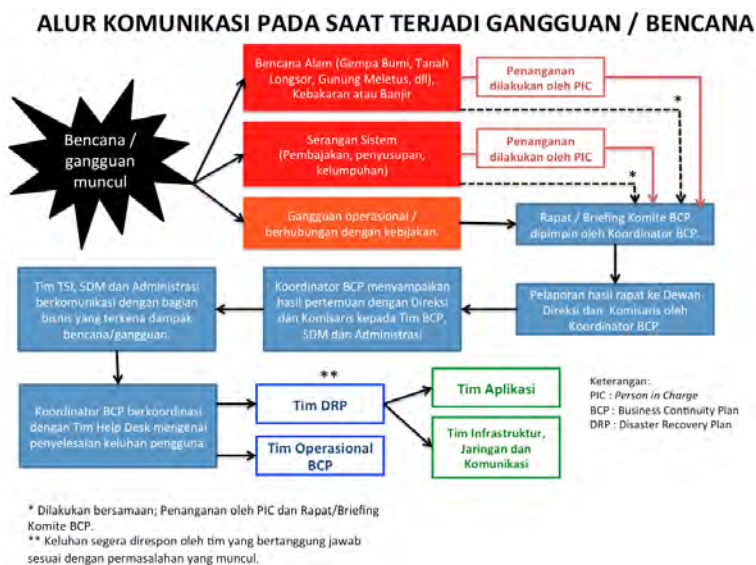 ALUR KOMUNIKASI PADA SAAT TERJADI GANGGUAN / BENCANA
Bencana /
gangguan
muncul
Bencana Alam (Gempa Bumi, Tanah
Longsor, Gunung Meletus, dll),
Kebakaran atau Banjir
Penanganan
dilakukan oleh PIC
*
Serangan Sistem
(Pembajakan, penyusupan,
kelumpuhan)
Penanganan
dilakukan oleh PIC
*
Gangguan operasional /
berhubungan dengan kebijakan.
Rapat / Briefing Komite BCP
dipimpin oleh Koordinator BCP.
Pelaporan hasil rapat ke Dewan
Direksi dan Komisaris oleh
Koordinator BCP
Koordinator BCP menyampaikan
hasil pertemuan dengan Direksi
dan Komisaris kepada Tim BCP,
SDM dan Administrasi
Tim TSI, SDM dan Administrasi
berkomunikasi dengan bagian
bisnis yang terkena dampak
bencana/gangguan.
Koordinator BCP berkoordinasi
dengan Tim Help Desk mengenai
penyelesaian keluhan pengguna.
**
Tim DRP
Tim Operasional
BCP
Tim Aplikasi
Tim Infrastruktur,
Jaringan dan
Komunikasi
Keterangan:
PIC : Person in Charge
BCP : Business Continuity Plan
DRP : Disaster Recovery Plan
* Dilakukan bersamaan; Penanganan oleh PIC dan Rapat/Briefing
Komite BCP.
** Keluhan segera direspon oleh tim yang bertanggung jawab
sesuai dengan permasalahan yang muncul.